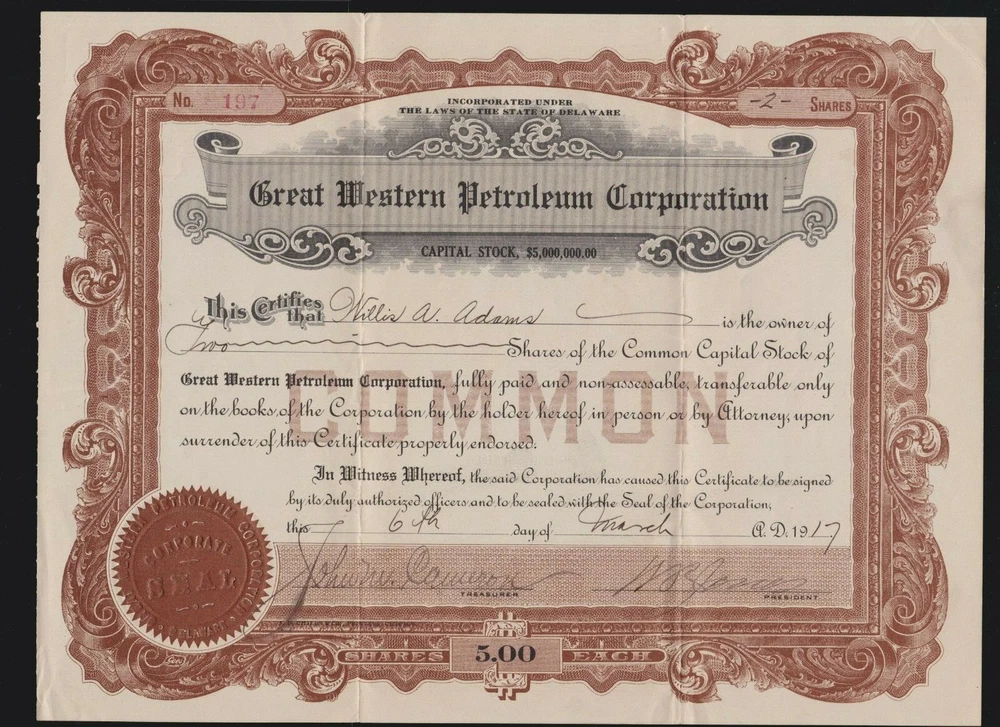 No. 197
-2- SHARES
INCORPORATED UNDER
THE LAWS OF THE STATE OF DELAWARE
Great Western Petroleum Corporation
CAPITAL STOCK, $5,000,000.00
This Certifies that Willis A. Adams is the owner of
Two Shares of the Common Capital Stock of
Great Western Petroleum Corporation, fully paid and non-assessable, transferable only
on the books of the Corporation by the holder hereof in person or by Attorney, upon
surrender of this Certificate properly endorsed.
COMMON
In Witness Whereof, the said Corporation has caused this Certificate to be signed
by its duly authorized officers and to be sealed with the Seal of the Corporation,
this 6th day of March A.D. 1917
Cameron
TREASURER
PRESIDENT
WESTERN PETROLEUM CORPORATION
CORPORATE
SEAL
DELAWARE
SHARES 5.00 EACH